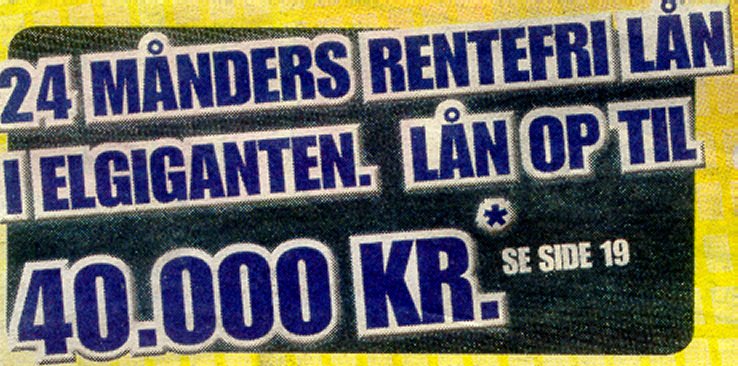 24 MÅNDERS RENTEFRI LÅN
I ELGIGANTEN. LÅN OP TIL
40.000 KR.*
SE SIDE 19